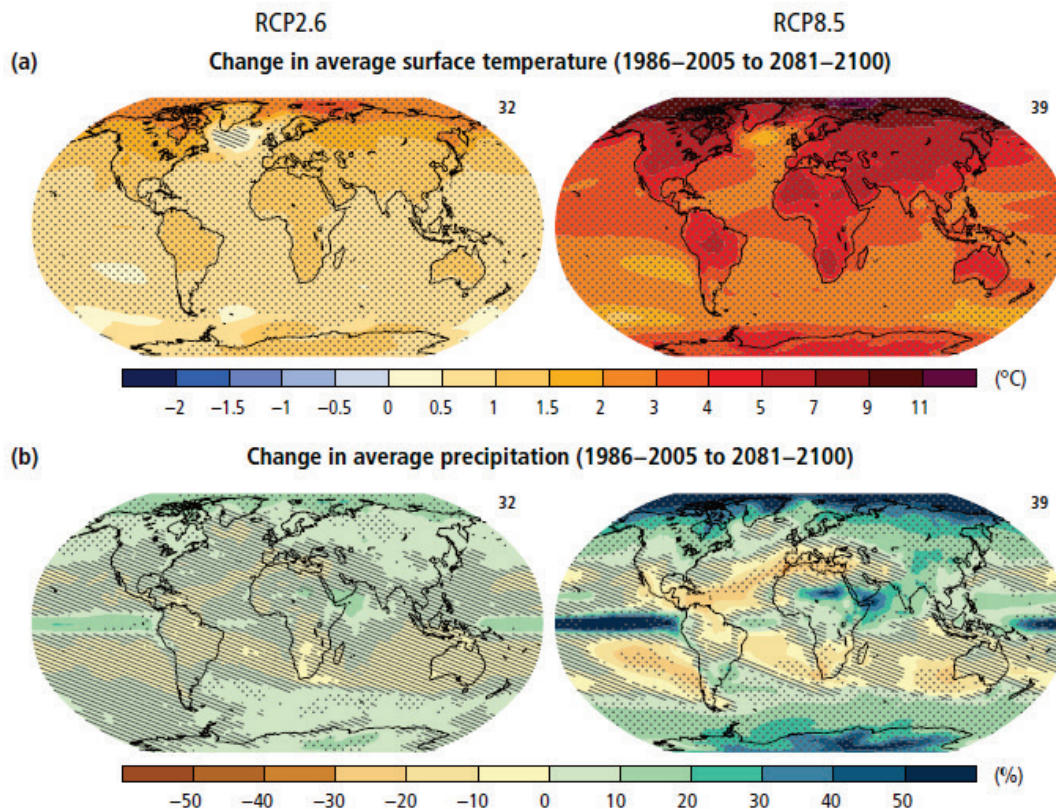 RCP2.6 RCP8.5
(a) Change in average surface temperature (1986–2005 to 2081–2100)
32 39
−2 −1.5 −1 −0.5 0 0.5 1 1.5 2 3 4 5 7 9 11 (°C)
(b) Change in average precipitation (1986–2005 to 2081–2100)
32 39
−50 −40 −30 −20 −10 0 10 20 30 40 50 (%)